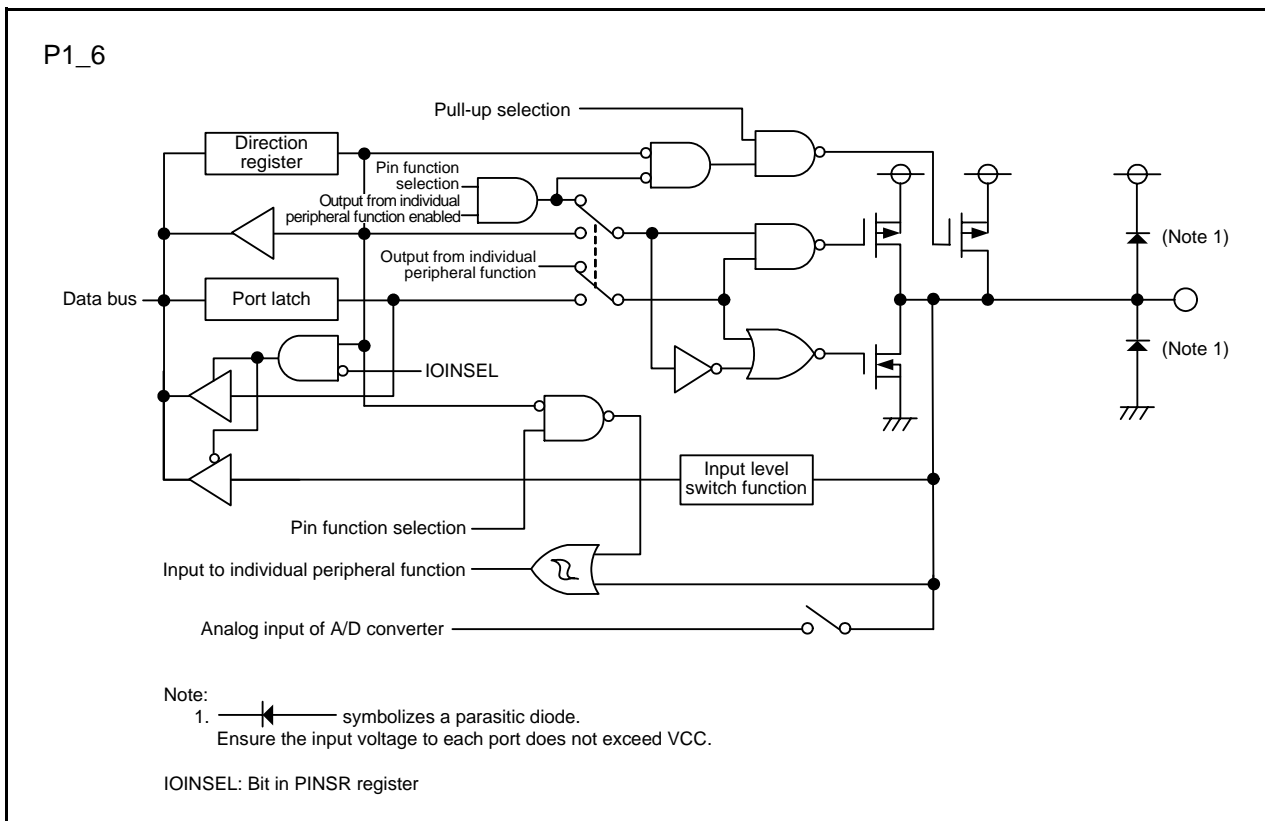 P1_6
Pull-up selection
Direction
register
Pin function
selection
Output from individual
peripheral function enabled
(Note 1)
Output from individual
peripheral function
Data bus
Port latch
(Note 1)
IOINSEL
Input level
switch function
Pin function selection
Input to individual peripheral function
Analog input of A/D converter
Note:
1. symbolizes a parasitic diode.
Ensure the input voltage to each port does not exceed VCC.
IOINSEL: Bit in PINSR register